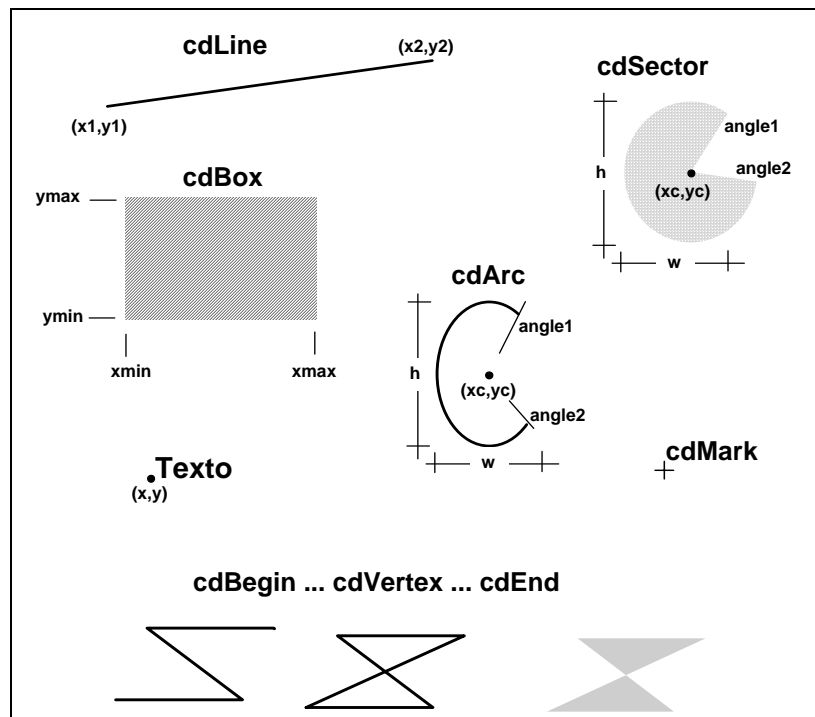 cdLine
(x2,y2)
(x1,y1)
cdSector
angle1
angle2
h
(xc,yc)
w
cdBox
ymax
ymin
xmin
xmax
cdArc
angle1
h
(xc,yc)
angle2
w
Texto
(x,y)
cdMark
cdBegin ... cdVertex ... cdEnd